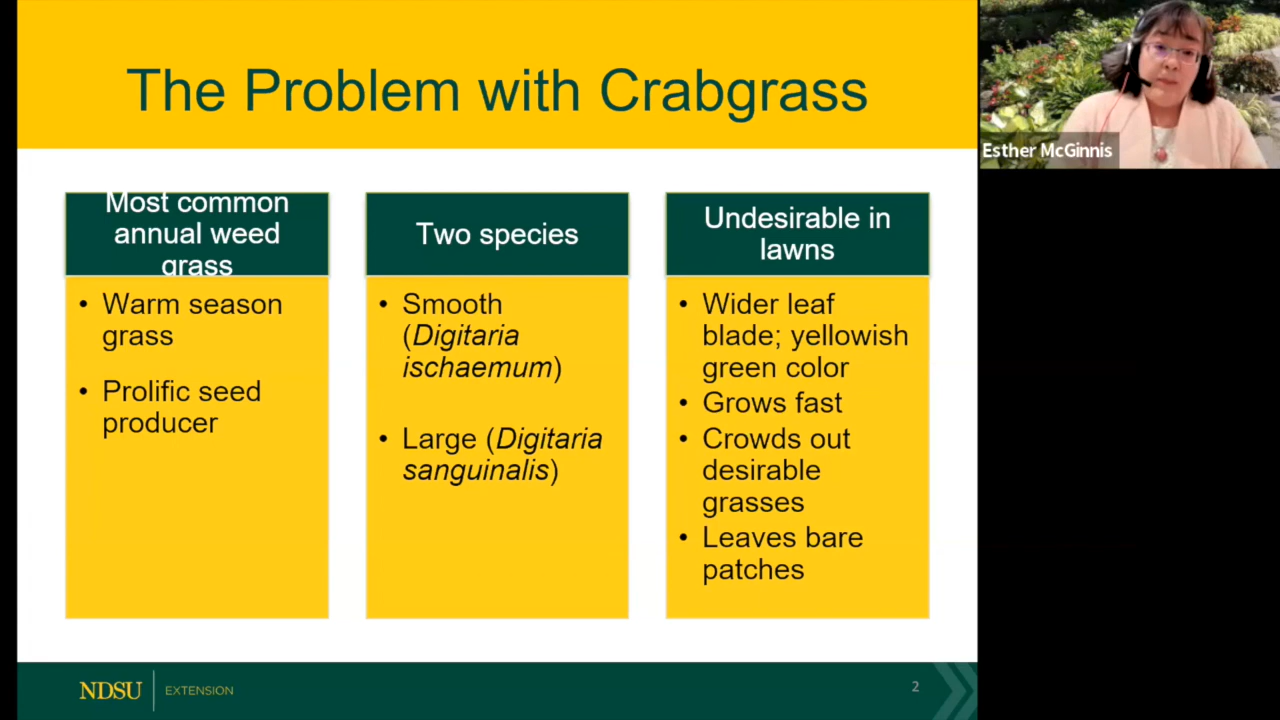 The Problem with Crabgrass
Esther McGinnis
Most common
annual weed
grass
• Warm season
grass
• Prolific seed
producer
Two species
• Smooth
(Digitaria
ischaemum)
• Large (Digitaria
sanguinalis)
Undesirable in
lawns
• Wider leaf
blade; yellowish
green color
• Grows fast
• Crowds out
desirable
grasses
• Leaves bare
patches
NDSU EXTENSION
2